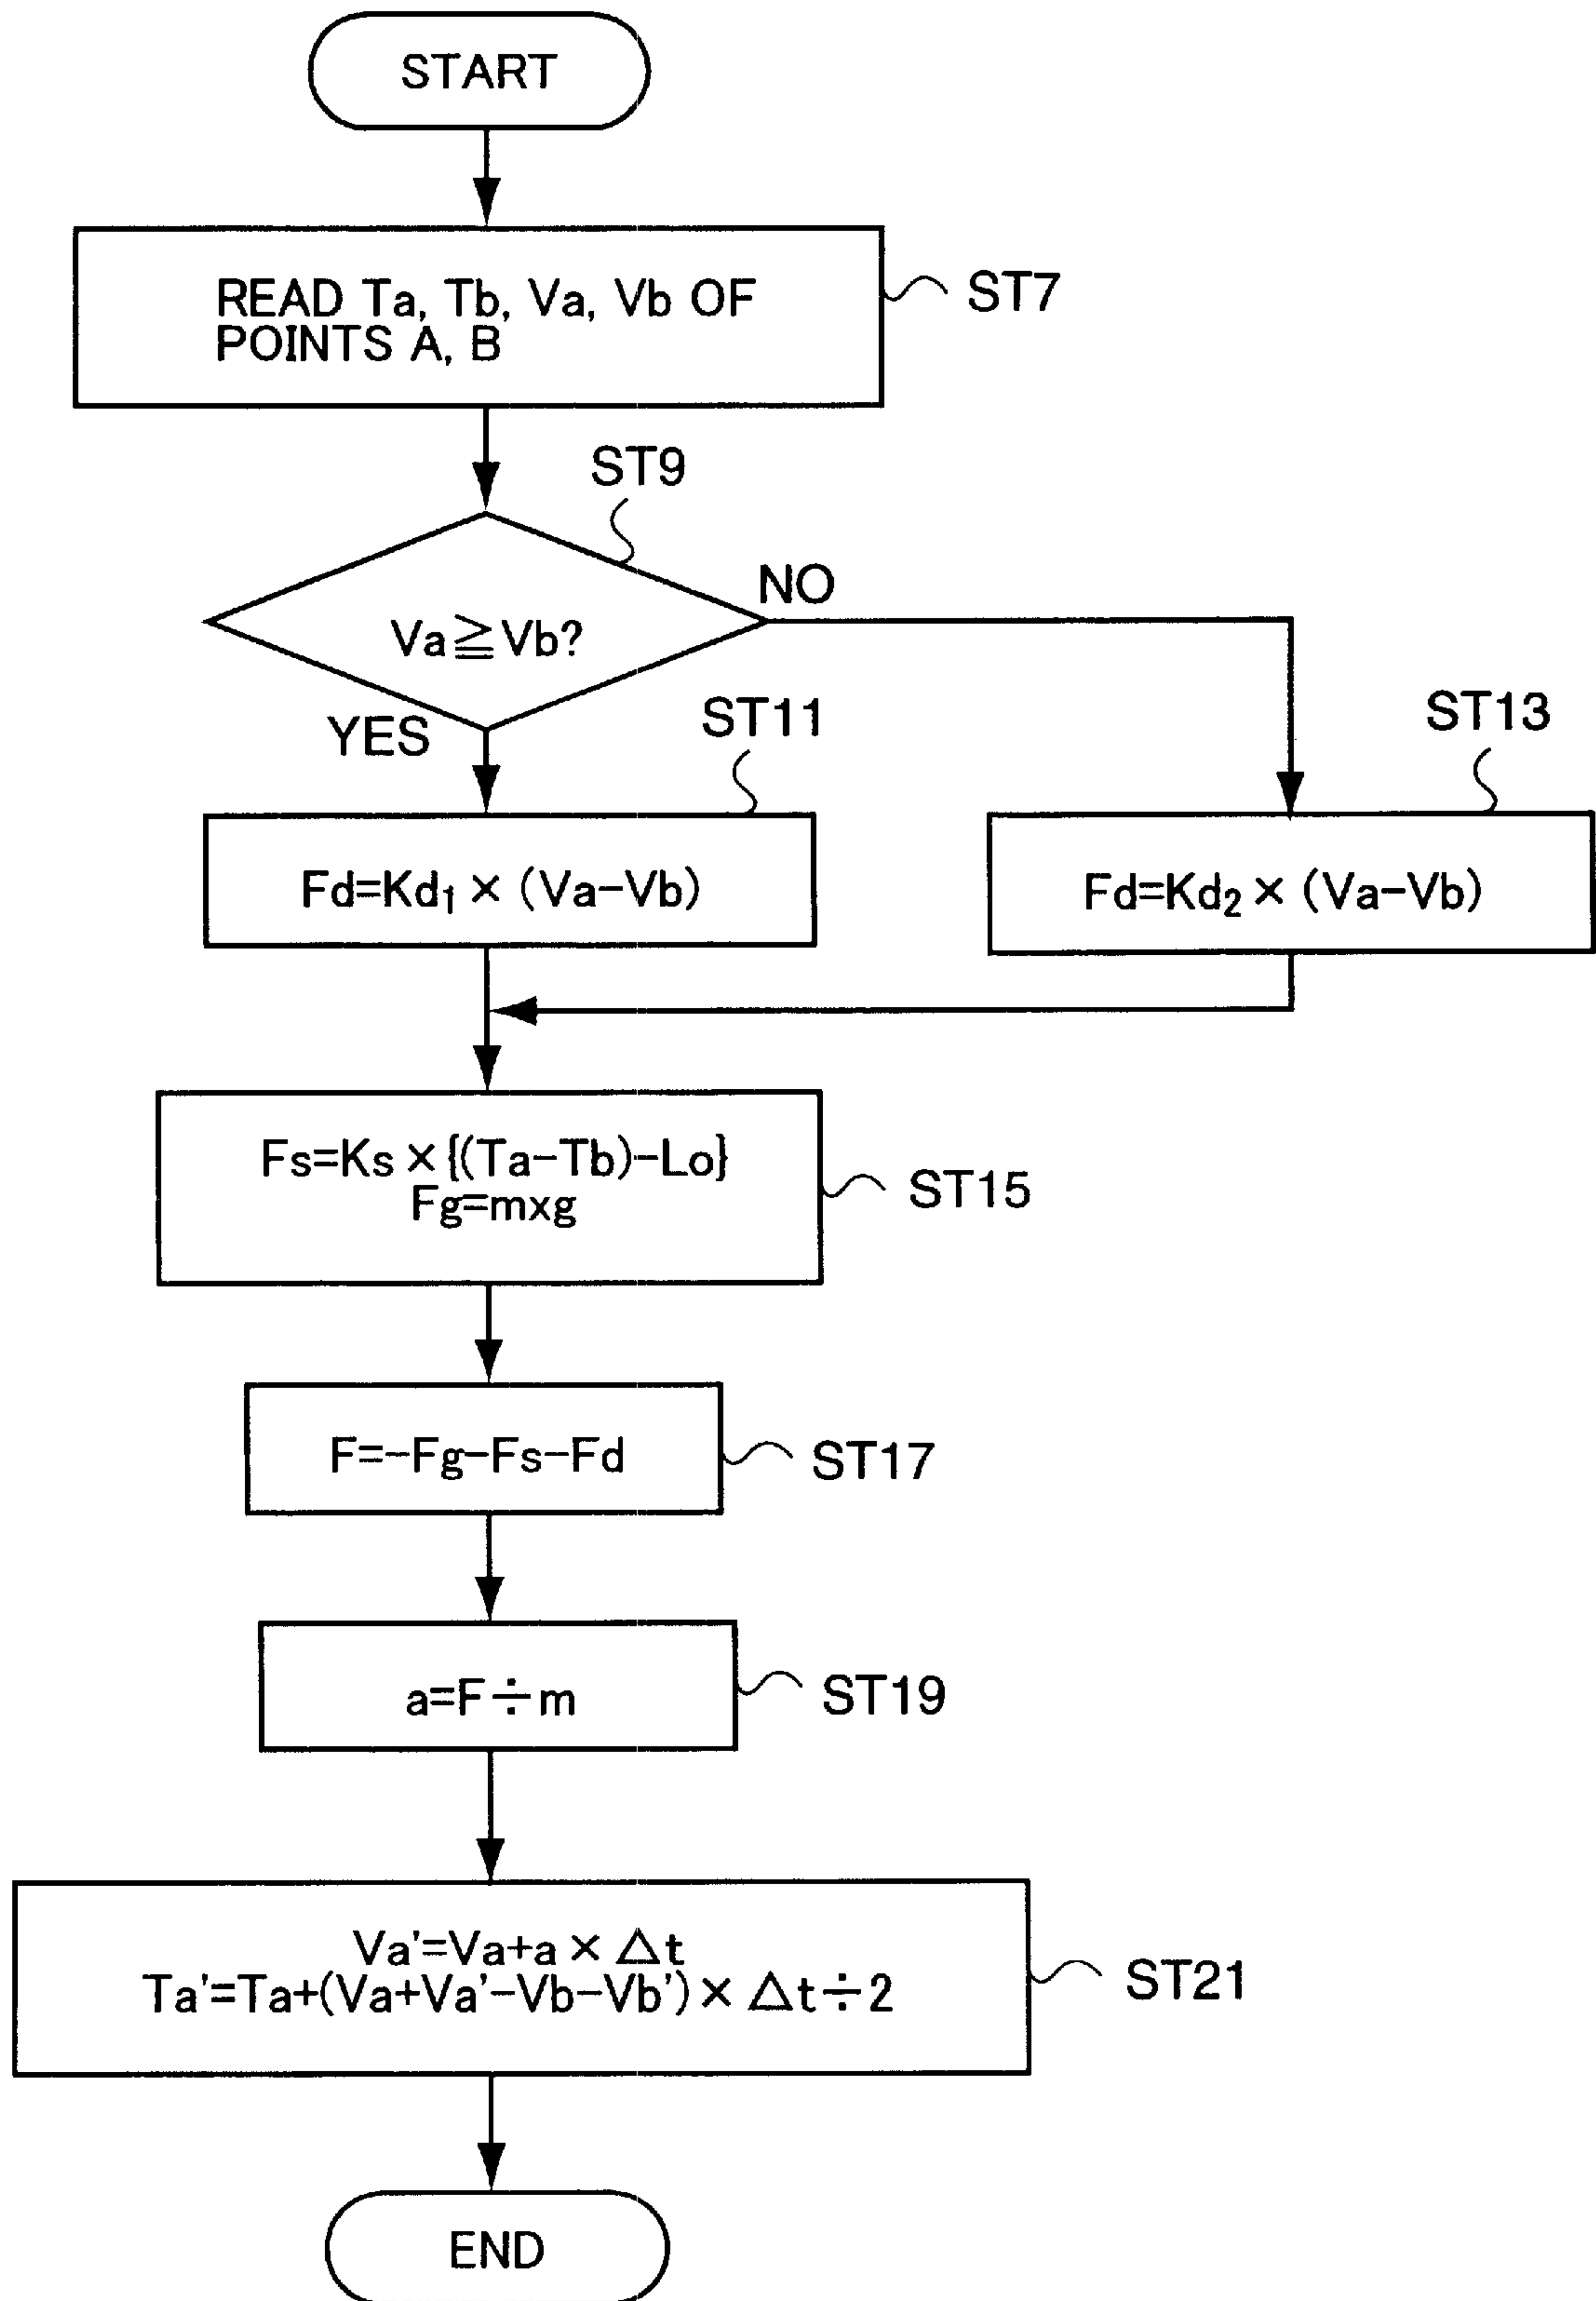 START
READ Ta, Tb, Va, Vb OF
POINTS A, B
ST7
ST9
Va≧Vb?
NO
YES
ST11
ST13
Fd=Kd₁×(Va-Vb)
Fd=Kd₂×(Va-Vb)
Fs=Ks×{(Ta-Tb)-Lo}
Fg=mxg
ST15
F=-Fg-Fs-Fd
ST17
a=F÷m
ST19
Va'=Va+a×△t
Ta'=Ta+(Va+Va'-Vb-Vb')×△t÷2
ST21
END